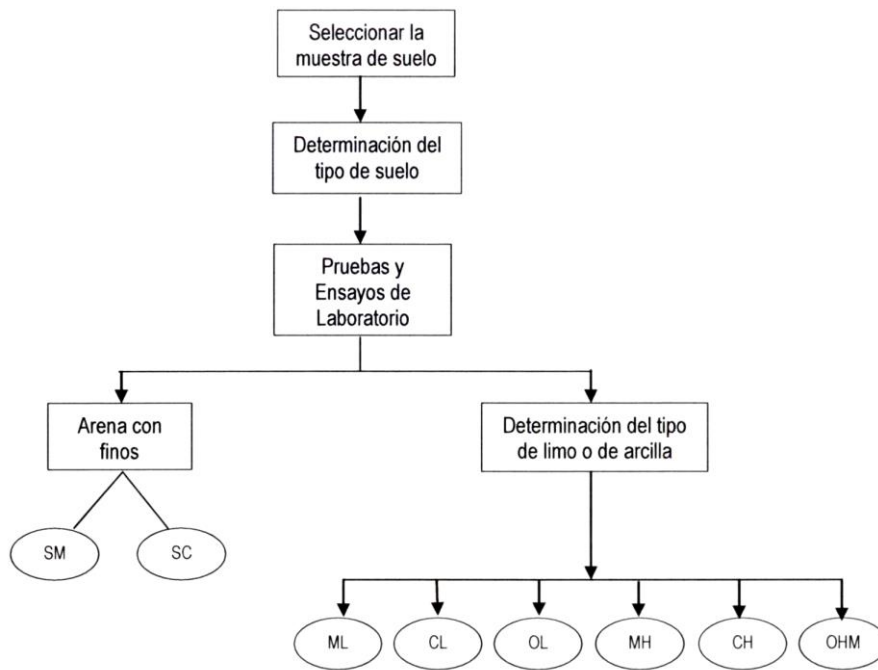 Seleccionar la
muestra de suelo
Determinación del
tipo de suelo
Pruebas y
Ensayos de
Laboratorio
Arena con
finos
Determinación del tipo
de limo o de arcilla
SM
SC
ML
CL
OL
MH
CH
OHM